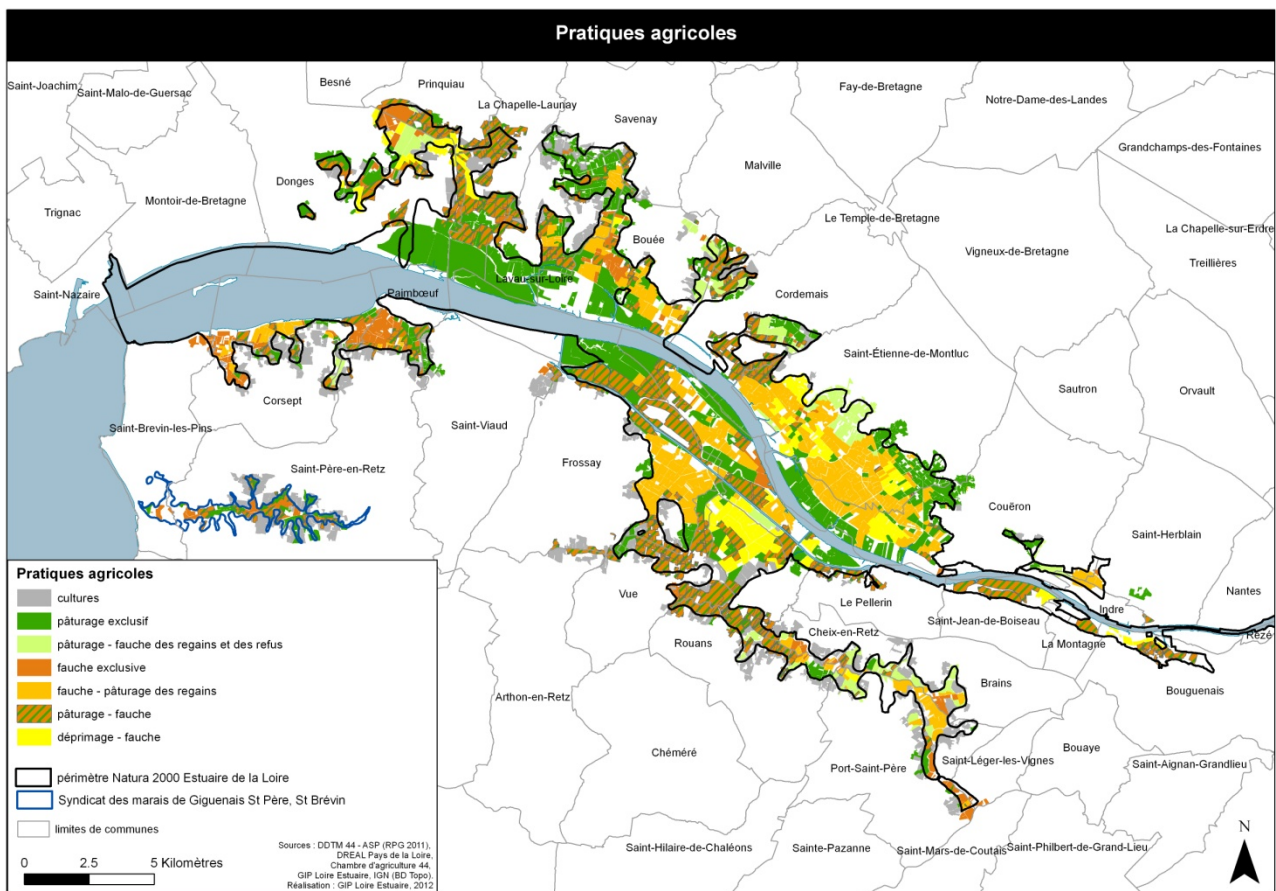 Pratiques agricoles
Saint-Joachim
Saint-Malo-de-Guersac
Besné
Prinquiau
La Chapelle-Launay
Savenay
Fay-de-Bretagne
Notre-Dame-des-Landes
Grandchamps-des-Fontaines
Malville
Donges
Montoir-de-Bretagne
Trignac
Le Temple-de-Bretagne
La Chapelle-sur-Erdre
Bouée
Vigneux-de-Bretagne
Treillières
Lavau-sur-Loire
Saint-Nazaire
Paimbœuf
Cordemais
Saint-Étienne-de-Montluc
Sautron
Orvault
Corsept
Saint-Brevin-les-Pins
Saint-Viaud
Saint-Père-en-Retz
Frossay
Couëron
Saint-Herblain
Nantes
Vue
Le Pellerin
Indre
Saint-Jean-de-Boiseau
Rezé
Rouans
Cheix-en-Retz
La Montagne
Brains
Bouguenais
Arthon-en-Retz
Chéméré
Bouaye
Port-Saint-Père
Saint-Léger-les-Vignes
Saint-Aignan-Grandlieu
Saint-Hilaire-de-Chaléons
Sainte-Pazanne
Saint-Mars-de-Coutais
Saint-Philbert-de-Grand-Lieu
Pratiques agricoles
cultures
pâturage exclusif
pâturage - fauche des regains et des refus
fauche exclusive
fauche - pâturage des regains
pâturage - fauche
déprimage - fauche
périmètre Natura 2000 Estuaire de la Loire
Syndicat des marais de Giguenais St Père, St Brévin
limites de communes
0 2.5 5 Kilomètres
Sources : DDTM 44 - ASP (RPG 2011),
DREAL Pays de la Loire,
Chambre d'agriculture 44,
GIP Loire Estuaire, IGN (BD Topo).
Réalisation : GIP Loire Estuaire, 2012
N